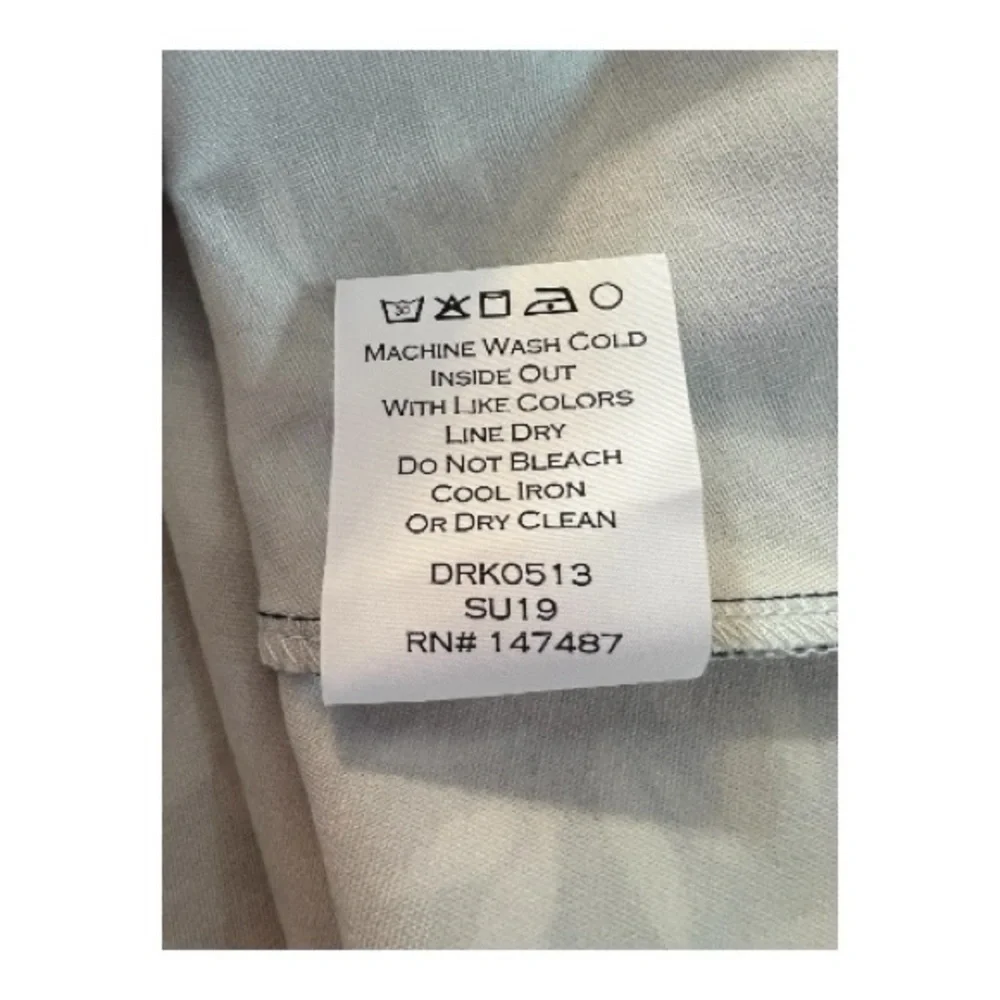 30
MACHINE WASH COLD
INSIDE OUT
WITH LIKE COLORS
LINE DRY
DO NOT BLEACH
COOL IRON
OR DRY CLEAN
DRK0513
SU19
RN# 147487